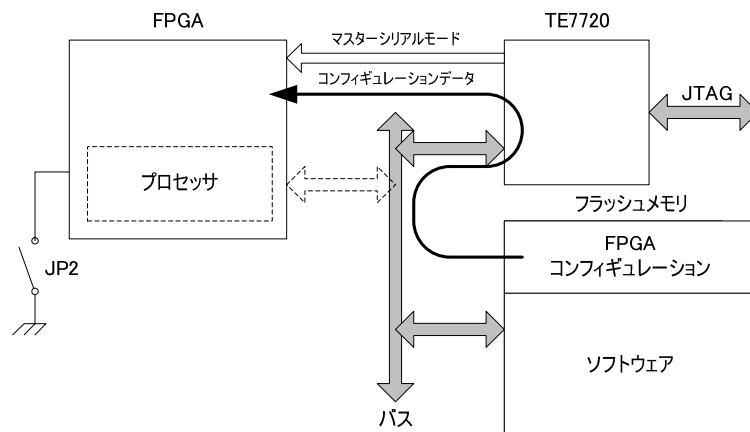 FPGA
マスターシリアルモード
TE7720
コンフィギュレーションデータ
JTAG
プロセッサ
フラッシュメモリ
FPGA
コンフィギュレーション
JP2
ソフトウェア
バス